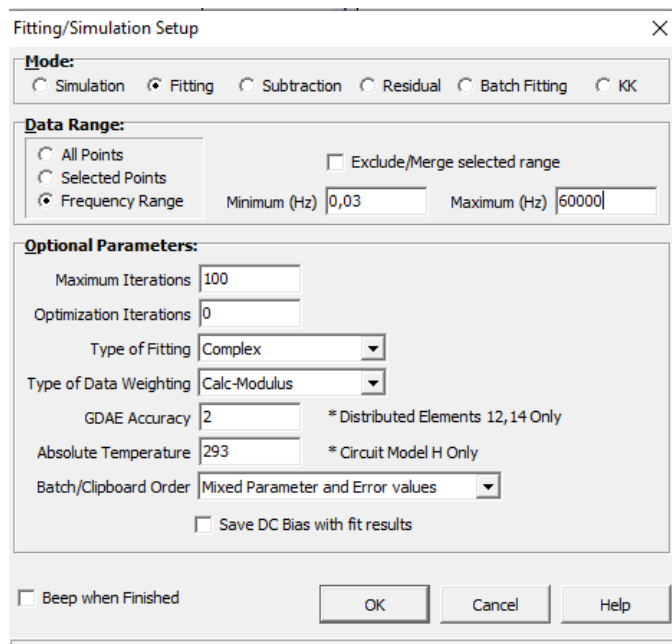 Fitting/Simulation Setup
Mode:
Simulation Fitting Subtraction Residual Batch Fitting KK
Data Range:
All Points
Exclude/Merge selected range
Selected Points
Frequency Range Minimum (Hz) 0,03 Maximum (Hz) 60000
Optional Parameters:
Maximum Iterations 100
Optimization Iterations 0
Type of Fitting Complex
Type of Data Weighting Calc-Modulus
GDAE Accuracy 2 * Distributed Elements 12,14 Only
Absolute Temperature 293 * Circuit Model H Only
Batch/Clipboard Order Mixed Parameter and Error values
Save DC Bias with fit results
Beep when Finished OK Cancel Help